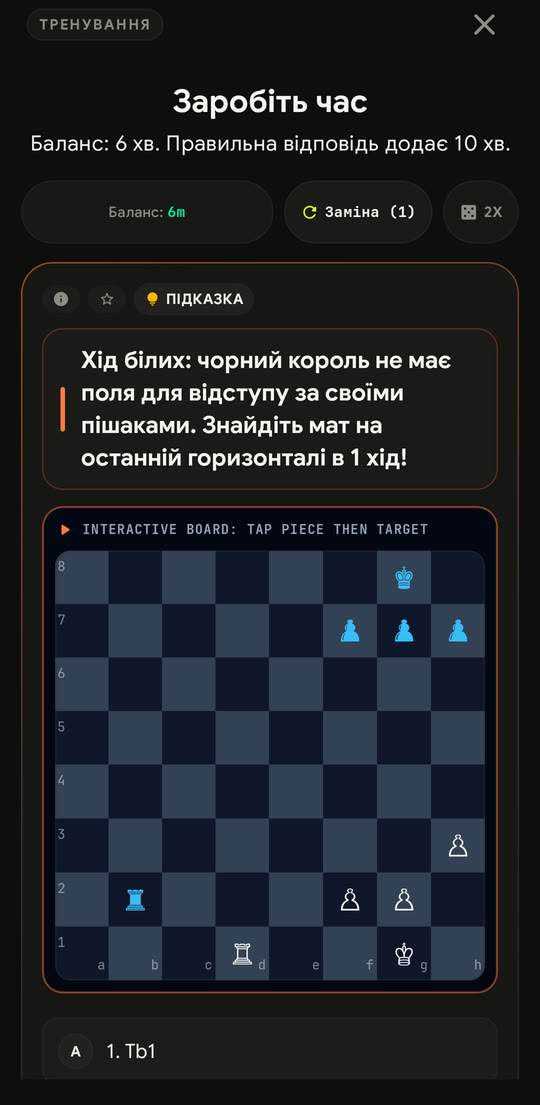 ТРЕНУВАННЯ
Заробіть час
Баланс: 6 хв. Правильна відповідь додає 10 хв.
Баланс: 6m
Заміна (1)
2X
ПІДКАЗКА
Хід білих: чорний король не має
поля для відступу за своїми
пішаками. Знайдіть мат на
останній горизонталі в 1 хід!
INTERACTIVE BOARD: TAP PIECE THEN TARGET
8
7
6
5
4
3
2
1
a b c d e f g h
A 1. Tb1